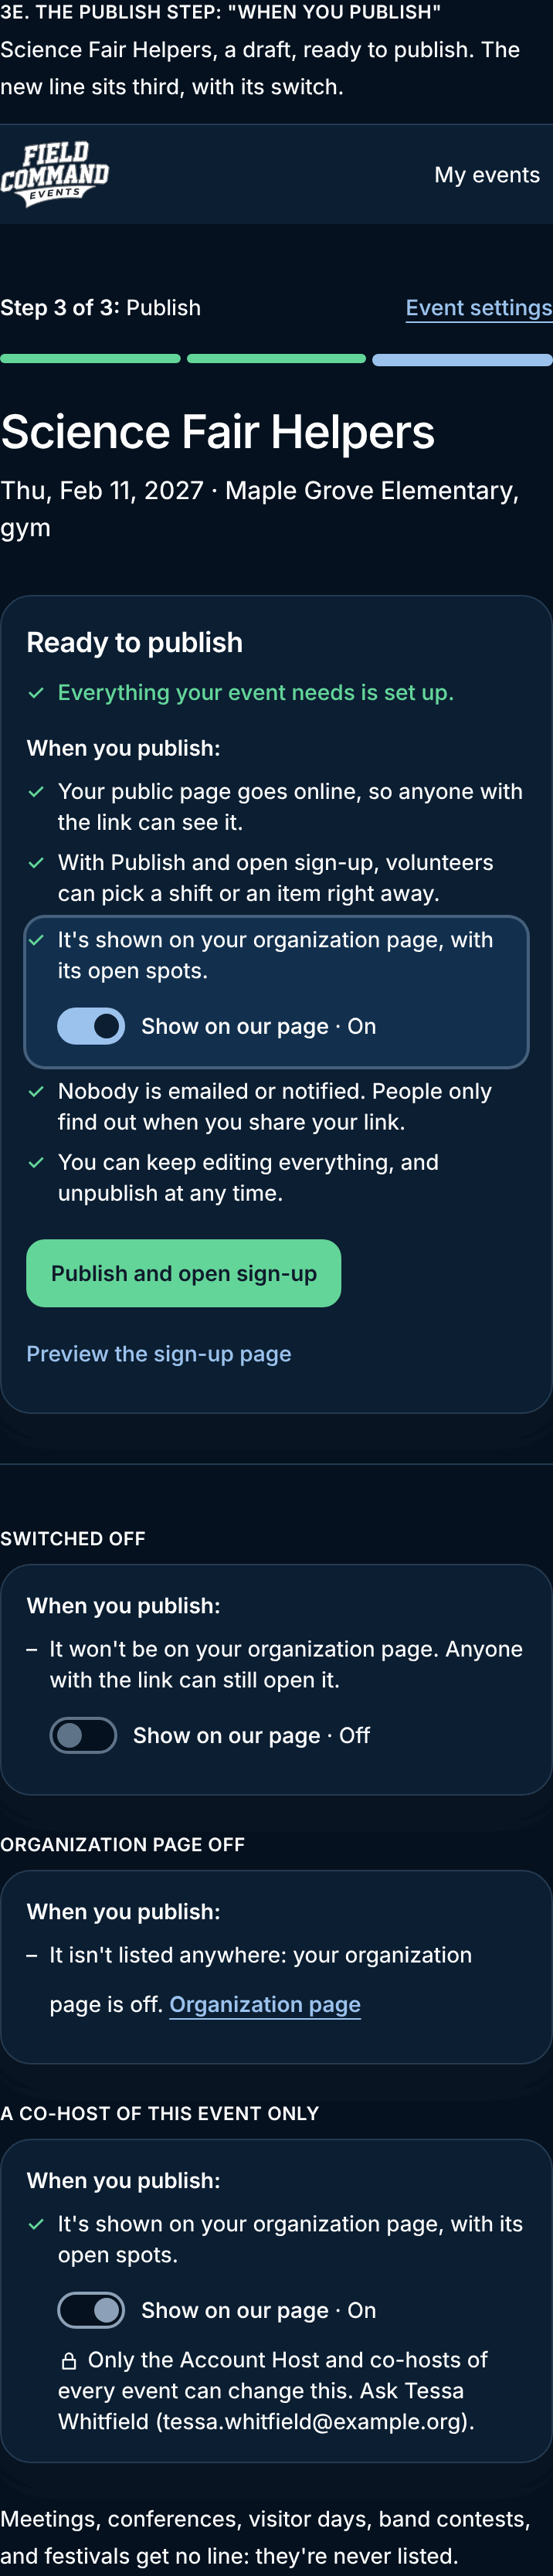 3E. THE PUBLISH STEP: "WHEN YOU PUBLISH"
Science Fair Helpers, a draft, ready to publish. The
new line sits third, with its switch.
FIELD
COMMAND
EVENTS
My events
Step 3 of 3: Publish
Event settings
Science Fair Helpers
Thu, Feb 11, 2027 · Maple Grove Elementary,
gym
Ready to publish
✓ Everything your event needs is set up.
When you publish:
✓ Your public page goes online, so anyone with
the link can see it.
✓ With Publish and open sign-up, volunteers
can pick a shift or an item right away.
✓ It's shown on your organization page, with
its open spots.
Show on our page · On
✓ Nobody is emailed or notified. People only
find out when you share your link.
✓ You can keep editing everything, and
unpublish at any time.
Publish and open sign-up
Preview the sign-up page
SWITCHED OFF
When you publish:
– It won't be on your organization page. Anyone
with the link can still open it.
Show on our page · Off
ORGANIZATION PAGE OFF
When you publish:
– It isn't listed anywhere: your organization
page is off. Organization page
A CO-HOST OF THIS EVENT ONLY
When you publish:
✓ It's shown on your organization page, with its
open spots.
Show on our page · On
Only the Account Host and co-hosts of
every event can change this. Ask Tessa
Whitfield (tessa.whitfield@example.org).
Meetings, conferences, visitor days, band contests,
and festivals get no line: they're never listed.